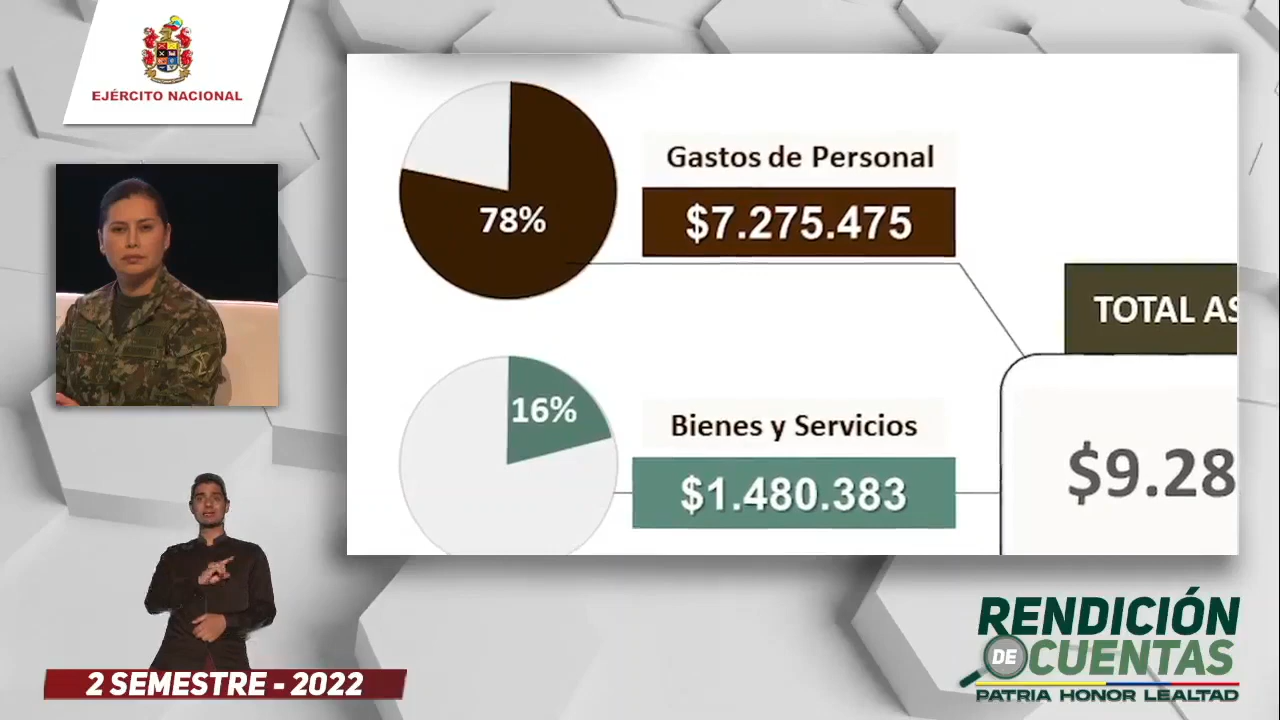 EJÉRCITO NACIONAL
78%
Gastos de Personal
$7.275.475
TOTAL
16%
Bienes y Servicios
$1.480.383
$9.28
RENDICIÓN
DE CUENTAS
PATRIA HONOR LEALTAD
2 SEMESTRE - 2022